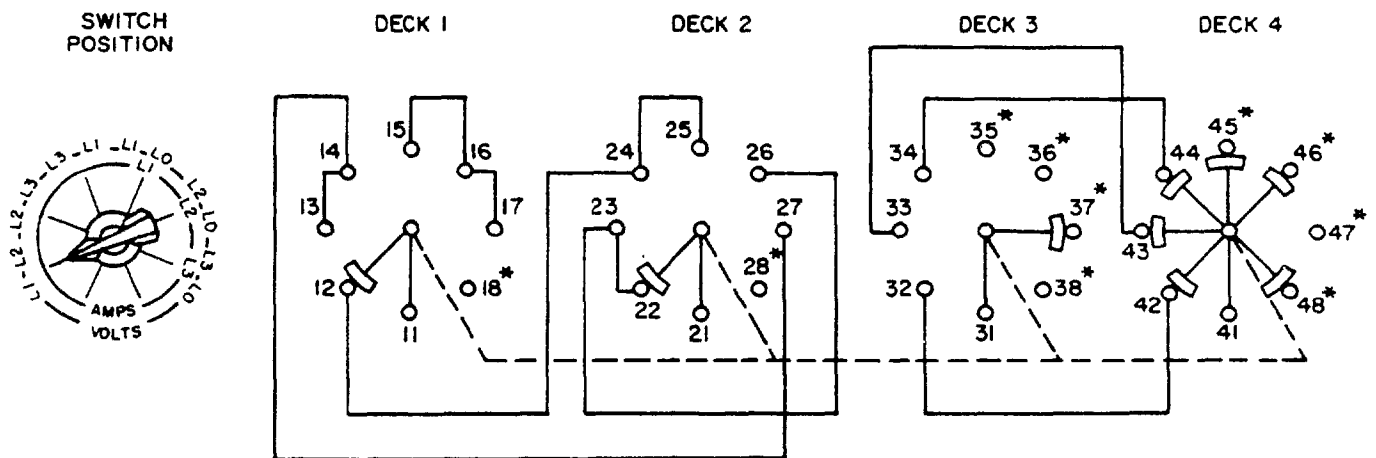 SWITCH
POSITION
DECK 1
DECK 2
DECK 3
DECK 4
L1-L2
L2-L3
L3-L1
L1-L0
L2-L0
L3-L0
L1
L2
L3
AMPS
VOLTS
15
14
16
13
17
12
18*
11
25
24
26
23
27
22
28*
21
35*
34
36*
33
37*
32
38*
31
45*
44
46*
43
47*
42
48*
41